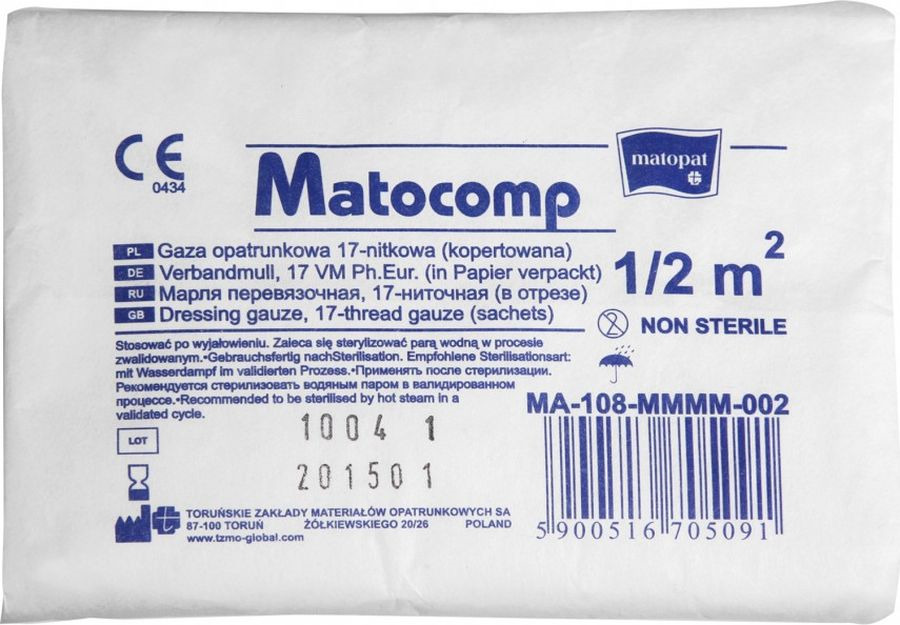 CE
0434
Matocomp
matopat
PL Gaza opatrunkowa 17-nitkowa (kopertowana)
DE Verbandmull, 17 VM Ph.Eur. (in Papier verpackt)
RU Марля перевязочная, 17-ниточная (в отрезе)
GB Dressing gauze, 17-thread gauze (sachets)
1/2 m²
2 NON STERILE
Stosować po wyjałowieniu. Zaleca się sterylizować parą wodną w procesie
zwalidowanym.•Gebrauchsfertig nachSterilisation. Empfohlene Sterilisationsart:
mit Wasserdampf im validierten Prozess.•Применять после стерилизации.
Рекомендуется стерилизовать водяным паром в валидированном
процессе.•Recommended to be sterilised by hot steam in a
validated cycle.
LOT
1004 1
201501
MA-108-MMMM-002
5 900516 705091
TORUŃSKIE ZAKŁADY MATERIAŁÓW OPATRUNKOWYCH SA
87-100 TORUŃ ŻÓŁKIEWSKIEGO 20/26 POLAND
www.tzmo-global.com